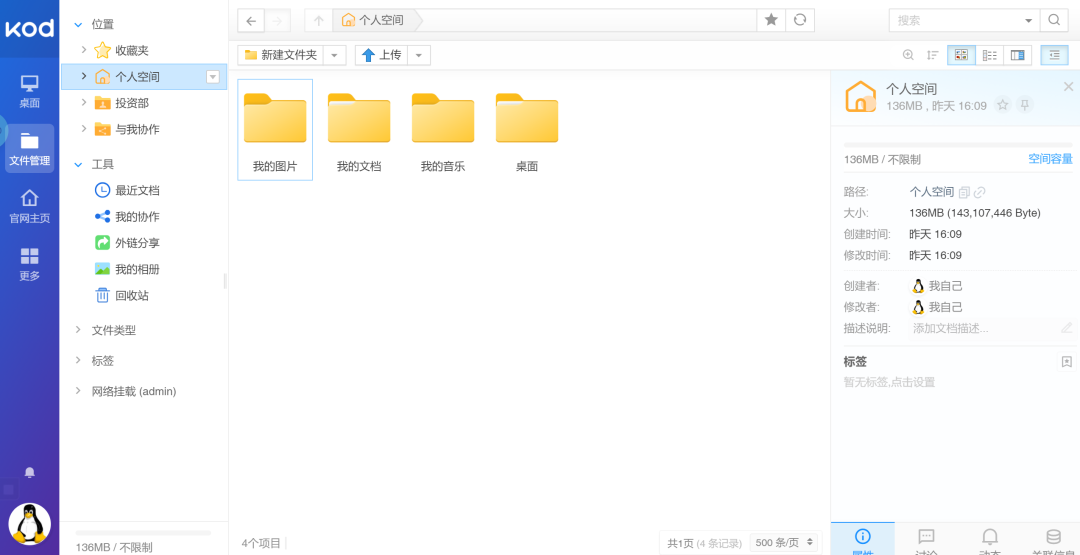 kod
桌面
文件管理
官网主页
更多
位置
收藏夹
个人空间
投资部
与我协作
工具
最近文档
我的协作
外链分享
我的相册
回收站
文件类型
标签
网络挂载 (admin)
136MB / 不限制
个人空间
搜索
新建文件夹
上传
我的图片
我的文档
我的音乐
桌面
4个项目
共1页 (4 条记录)
500 条/页
个人空间
136MB , 昨天 16:09
136MB / 不限制
空间容量
路径: 个人空间
大小: 136MB (143,107,446 Byte)
创建时间: 昨天 16:09
修改时间: 昨天 16:09
创建者: 我自己
修改者: 我自己
描述说明: 添加文档描述...
标签
暂无标签,点击设置
属性
讨论
动态
关联信息